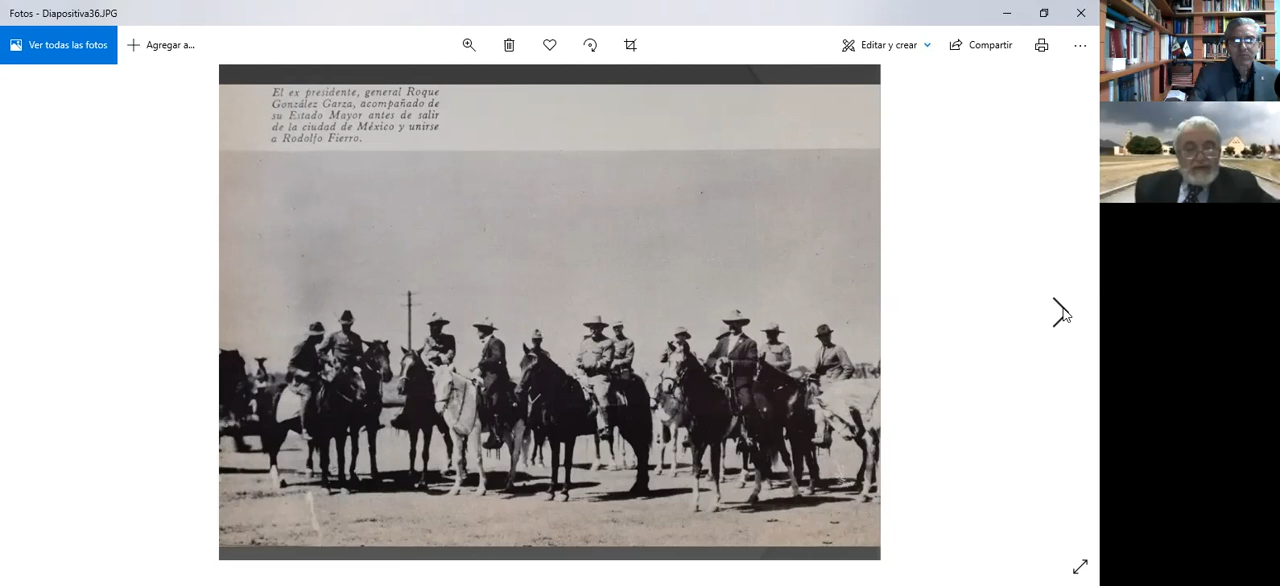 Fotos - Diapositiva36.JPG
Ver todas las fotos
Agregar a...
Editar y crear
Compartir
El ex presidente, general Roque
González Garza, acompañado de
su Estado Mayor antes de salir
de la ciudad de México y unirse
a Rodolfo Fierro.